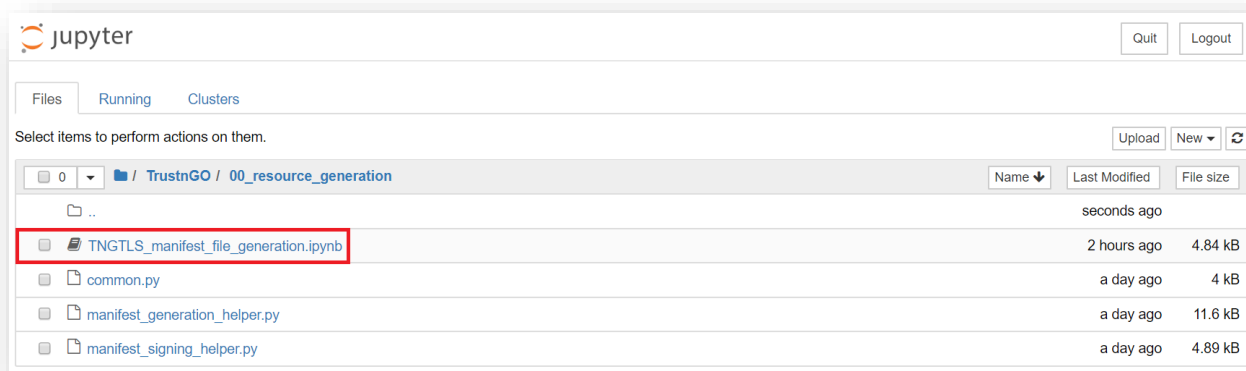 jupyter Quit Logout
Files Running Clusters
Select items to perform actions on them. Upload New
0 / TrustnGO / 00_resource_generation Name Last Modified File size
.. seconds ago
TNGTLS_manifest_file_generation.ipynb 2 hours ago 4.84 kB
common.py a day ago 4 kB
manifest_generation_helper.py a day ago 11.6 kB
manifest_signing_helper.py a day ago 4.89 kB